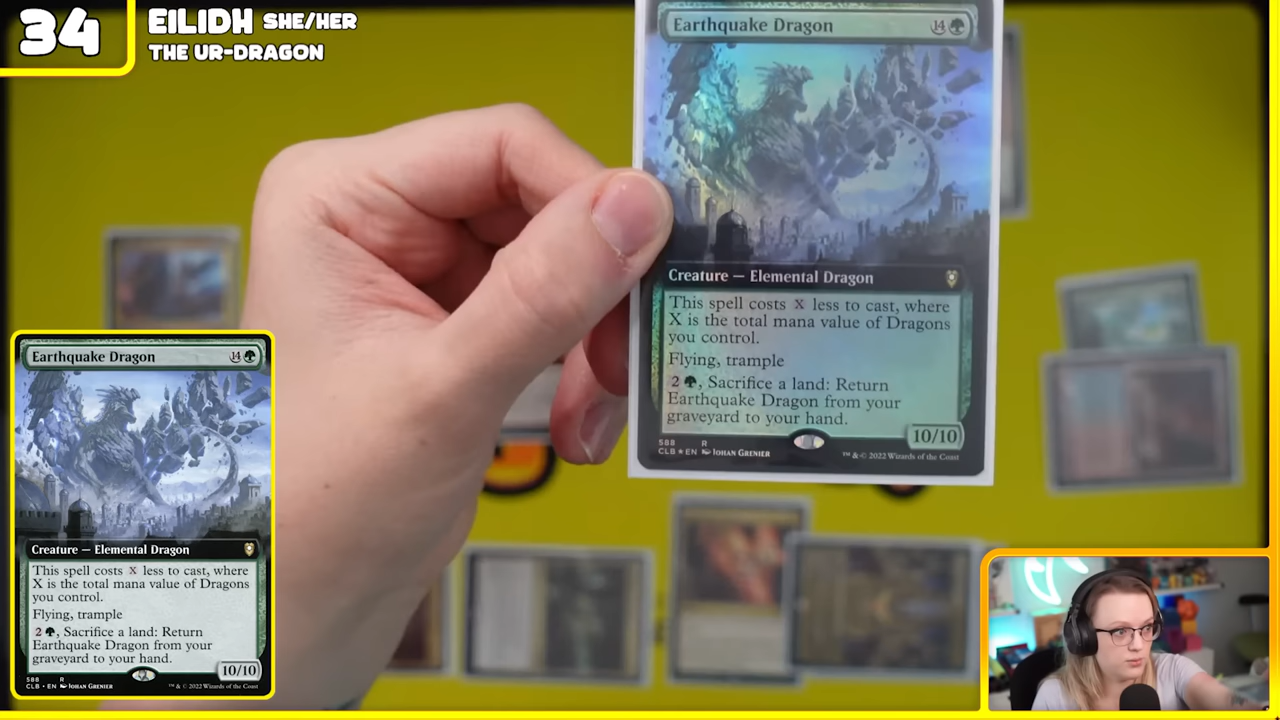 34
EILIDH SHE/HER
THE UR-DRAGON
Earthquake Dragon 14
Creature — Elemental Dragon
This spell costs X less to cast, where
X is the total mana value of Dragons
you control.
Flying, trample
2, Sacrifice a land: Return
Earthquake Dragon from your
graveyard to your hand.
10/10
588 R
CLB ★ EN JOHAN GRENIER
™ & © 2022 Wizards of the Coast
Earthquake Dragon 14
Creature — Elemental Dragon
This spell costs X less to cast, where
X is the total mana value of Dragons
you control.
Flying, trample
2, Sacrifice a land: Return
Earthquake Dragon from your
graveyard to your hand.
10/10
588 R
CLB • EN JOHAN GRENIER
™ & © 2022 Wizards of the Coast